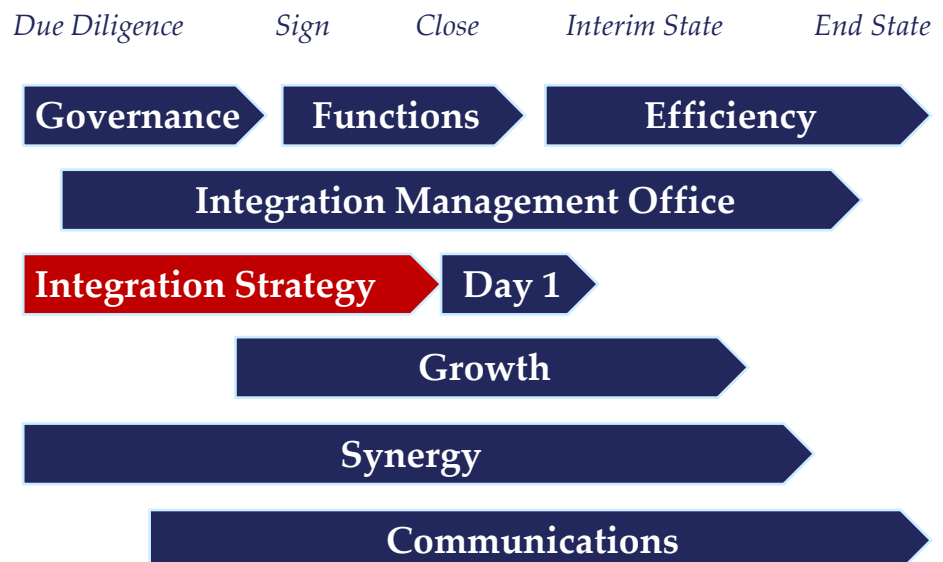 Due Diligence Sign Close Interim State End State
Governance Functions Efficiency
Integration Management Office
Integration Strategy Day 1
Growth
Synergy
Communications